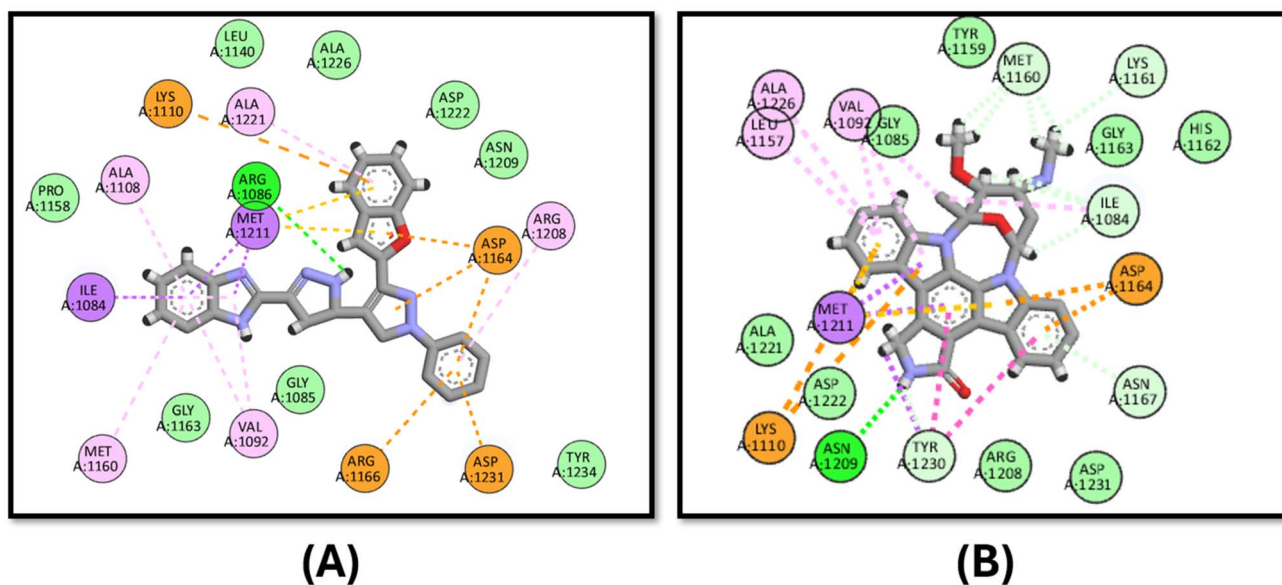 LEU
A:1140
ALA
A:1226
LYS
A:1110
ALA
A:1221
ASP
A:1222
ASN
A:1209
PRO
A:1158
ALA
A:1108
ARG
A:1086
MET
A:1211
ARG
A:1208
ASP
A:1164
ILE
A:1084
GLY
A:1085
GLY
A:1163
VAL
A:1092
MET
A:1160
ARG
A:1166
ASP
A:1231
TYR
A:1234
(A)
TYR
A:1159
MET
A:1160
LYS
A:1161
ALA
A:1226
LEU
A:1157
VAL
A:1092
GLY
A:1085
GLY
A:1163
HIS
A:1162
ILE
A:1084
ASP
A:1164
MET
A:1211
ALA
A:1221
ASP
A:1222
ASN
A:1167
LYS
A:1110
ASN
A:1209
TYR
A:1230
ARG
A:1208
ASP
A:1231
(B)